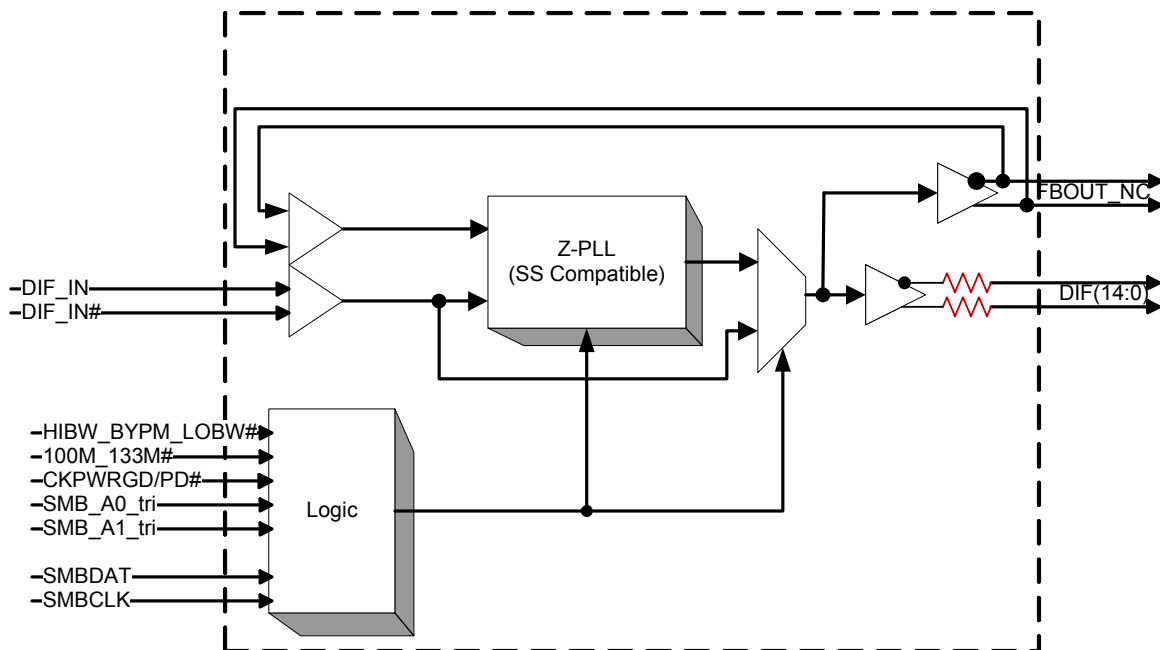 FBOUT_NC
Z-PLL
(SS Compatible)
DIF_IN
DIF_IN#
DIF(14:0)
HIBW_BYPM_LOBW#
100M_133M#
CKPWRGD/PD#
SMB_A0_tri
SMB_A1_tri
Logic
SMBDAT
SMBCLK